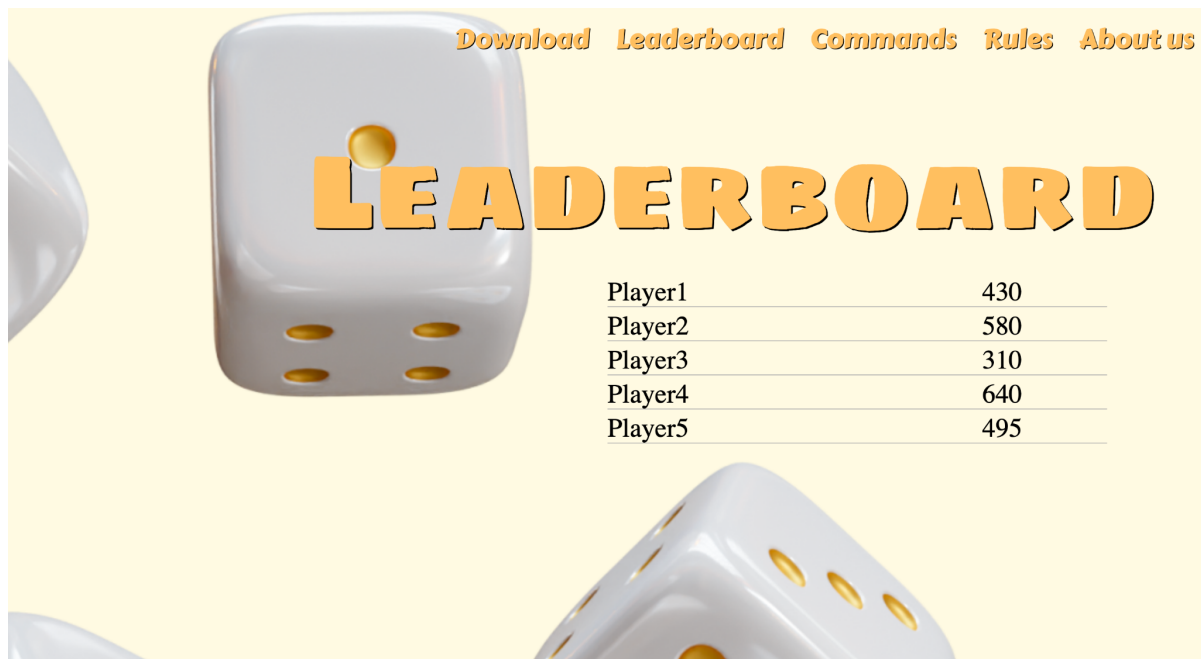 Download Leaderboard Commands Rules About us
Leaderboard
Player1 430
Player2 580
Player3 310
Player4 640
Player5 495